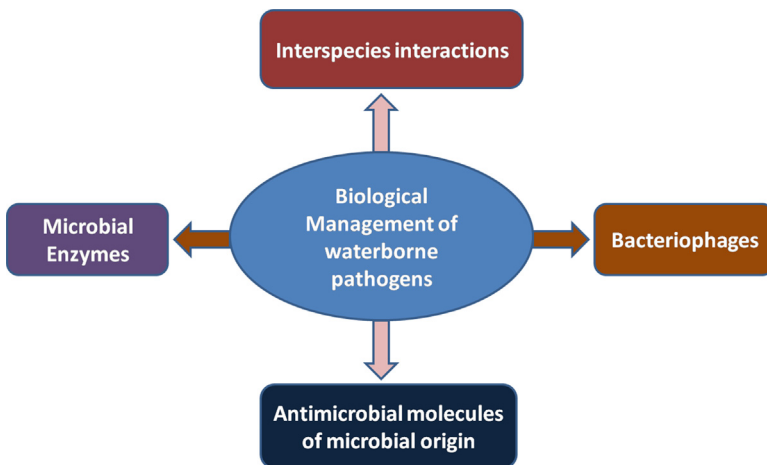 Interspecies interactions
Biological
Management of
waterborne
pathogens
Microbial
Enzymes
Bacteriophages
Antimicrobial molecules
of microbial origin